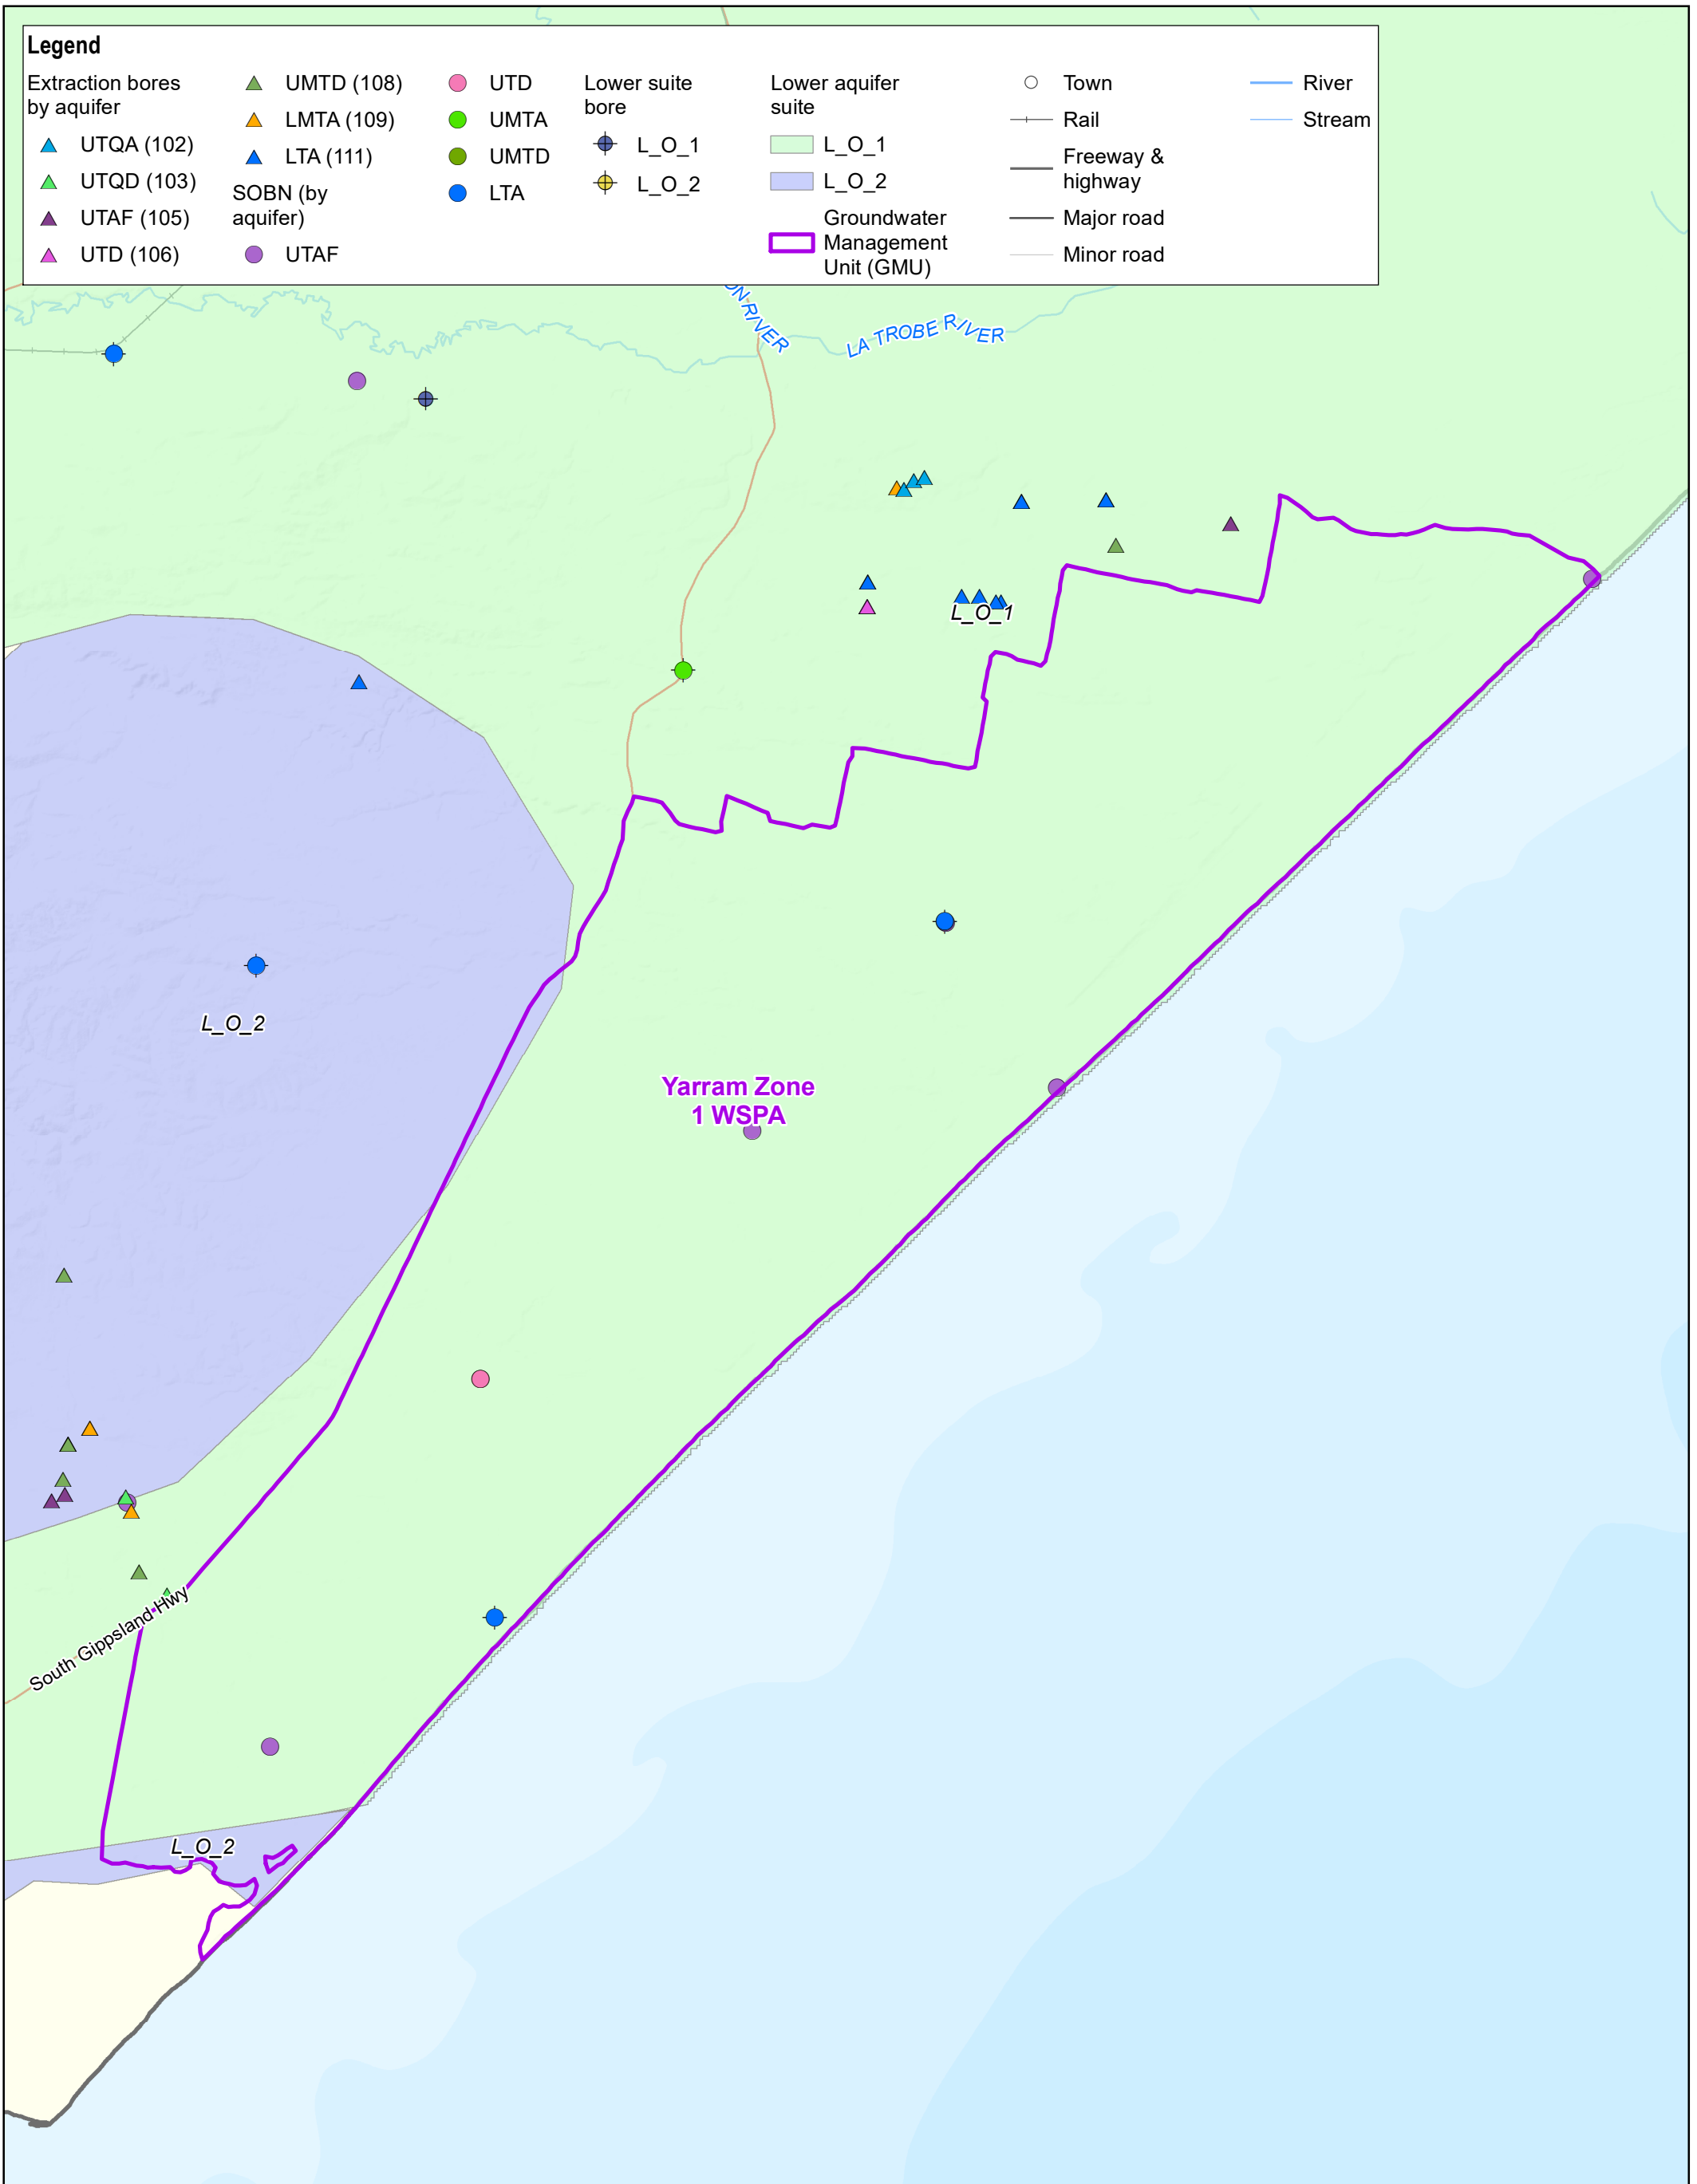 Legend
Extraction bores
by aquifer
UTQA (102)
UTQD (103)
UTAF (105)
UTD (106)
UMTD (108)
LMTA (109)
LTA (111)
SOBN (by
aquifer)
UTAF
UTD
UMTA
UMTD
LTA
Lower suite
bore
L_O_1
L_O_2
Lower aquifer
suite
L_O_1
L_O_2
Groundwater
Management
Unit (GMU)
Town
Rail
Freeway &
highway
Major road
Minor road
River
Stream
ON RIVER
LA TROBE RIVER
L_O_1
L_O_2
Yarram Zone
1 WSPA
South Gippsland Hwy
L_O_2